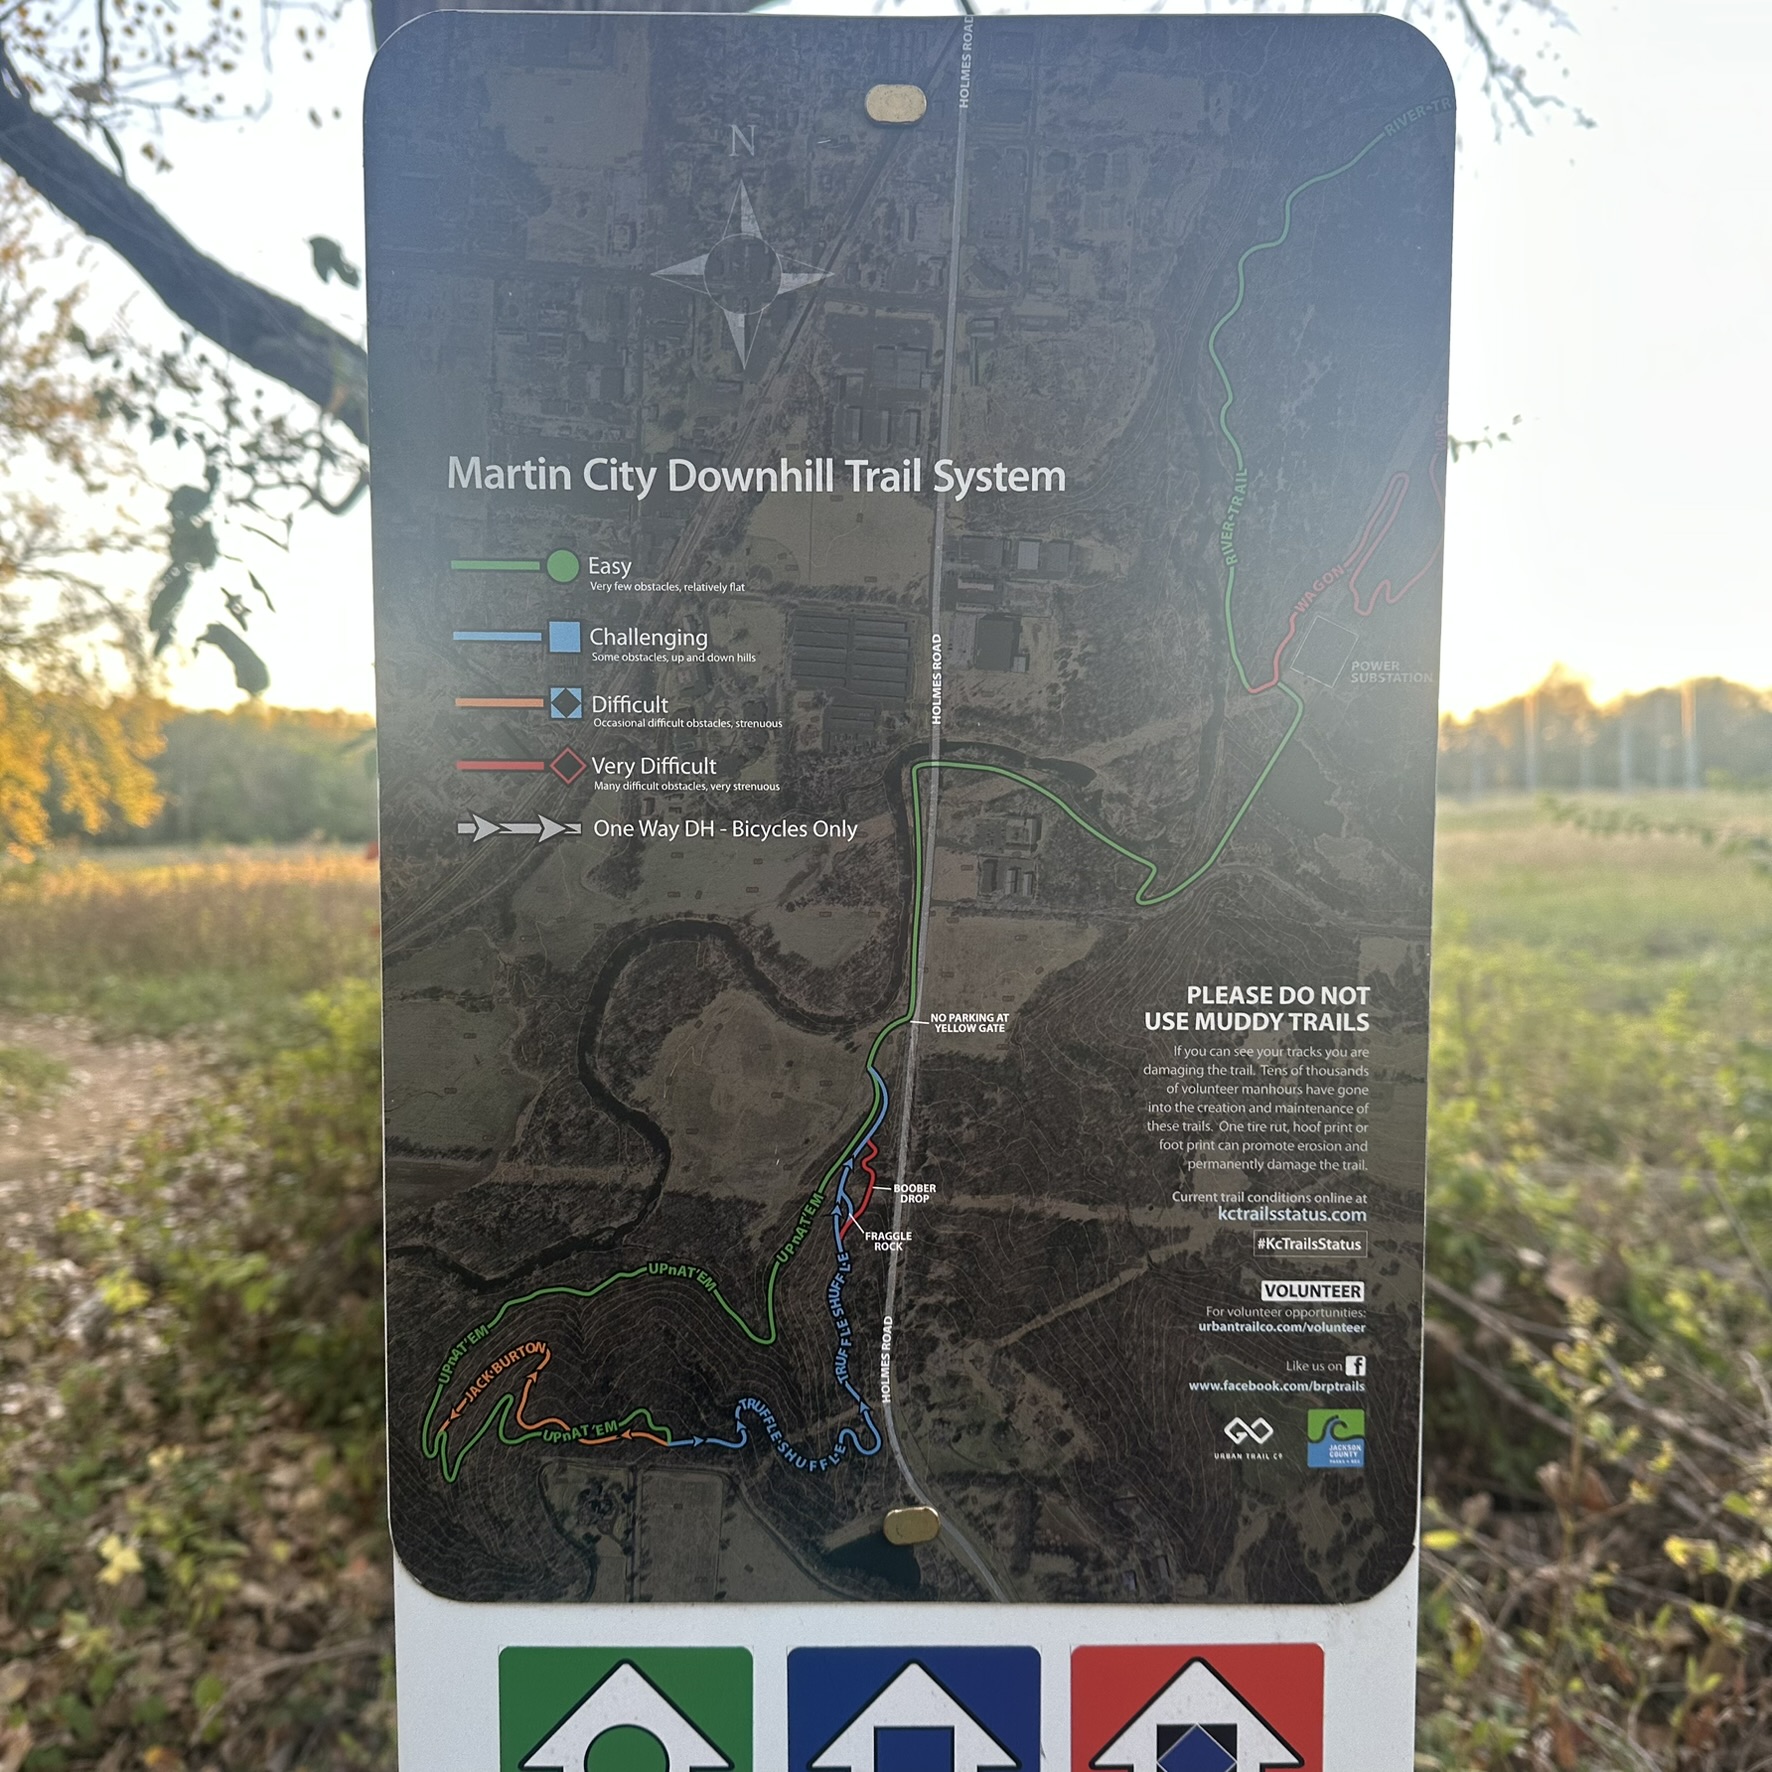 HOLMES ROAD
RIVER-TR
N
Martin City Downhill Trail System
Easy
Very few obstacles, relatively flat
Challenging
Some obstacles, up and down hills
Difficult
Occasional difficult obstacles, strenuous
Very Difficult
Many difficult obstacles, very strenuous
One Way DH - Bicycles Only
RIVER-TRAIL
WAGON
POWER
SUBSTATION
HOLMES ROAD
NO PARKING AT
YELLOW GATE
PLEASE DO NOT
USE MUDDY TRAILS
If you can see your tracks you are
damaging the trail. Tens of thousands
of volunteer manhours have gone
into the creation and maintenance of
these trails. One tire rut, hoof print or
foot print can promote erosion and
permanently damage the trail.
Current trail conditions online at
kctrailsstatus.com
#KcTrailsStatus
VOLUNTEER
For volunteer opportunities:
urbantrailco.com/volunteer
Like us on f
www.facebook.com/brptrails
URBAN TRAIL CO
JACKSON
COUNTY
PARKS + REC
BOOBER
DROP
FRAGGLE
ROCK
UPnAT'EM
UPnAT'EM
UPnAT'EM
JACK-BURTON
UPnAT'EM
TRUFFLE-SHUFFLE
TRUFFLE-SHUFFLE
HOLMES ROAD